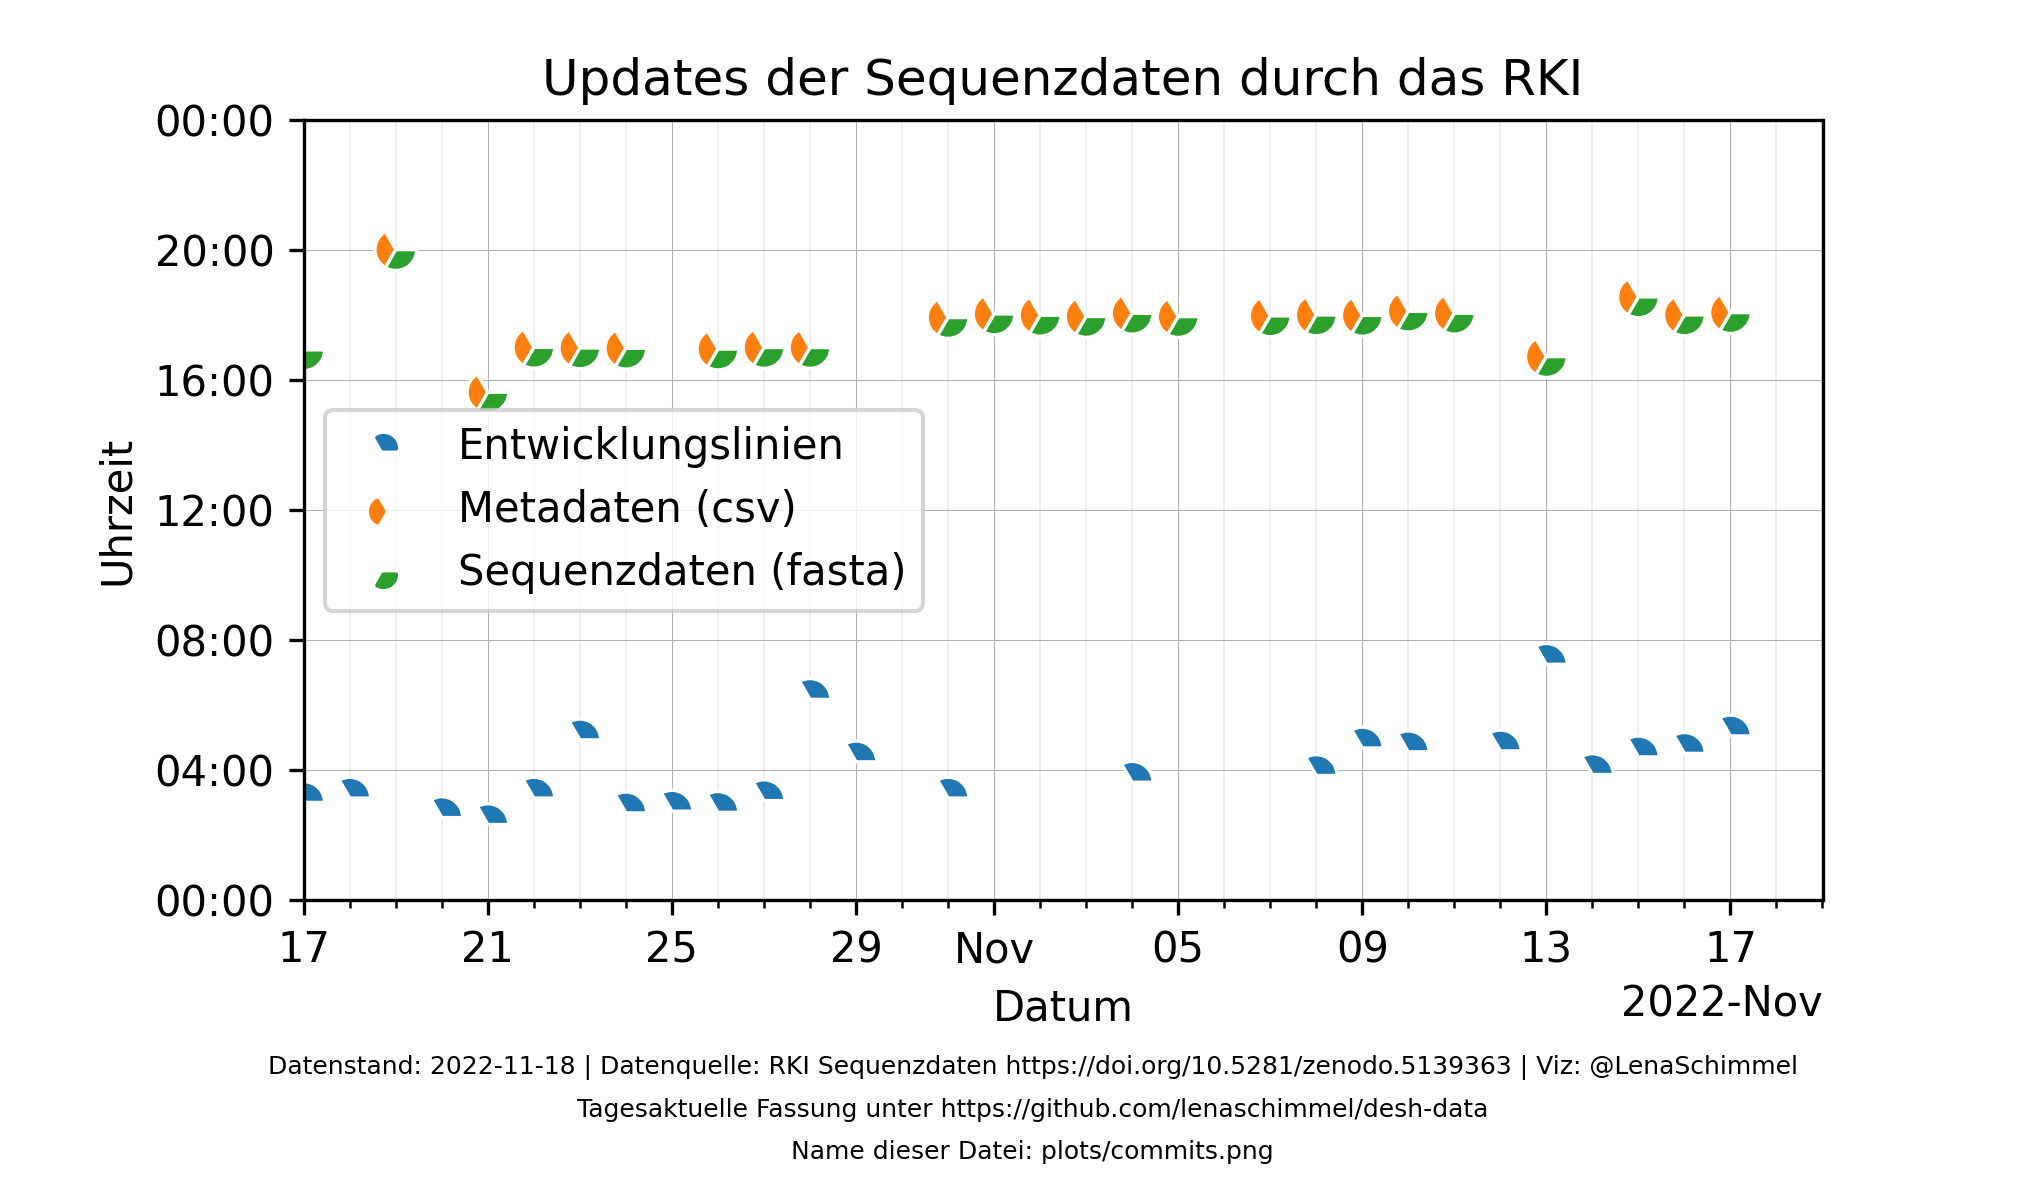 Updates der Sequenzdaten durch das RKI
00:00
20:00
16:00
12:00
08:00
04:00
00:00
Uhrzeit
Entwicklungslinien
Metadaten (csv)
Sequenzdaten (fasta)
17 21 25 29 Nov 05 09 13 17
Datum
2022-Nov
Datenstand: 2022-11-18 | Datenquelle: RKI Sequenzdaten https://doi.org/10.5281/zenodo.5139363 | Viz: @LenaSchimmel
Tagesaktuelle Fassung unter https://github.com/lenaschimmel/desh-data
Name dieser Datei: plots/commits.png